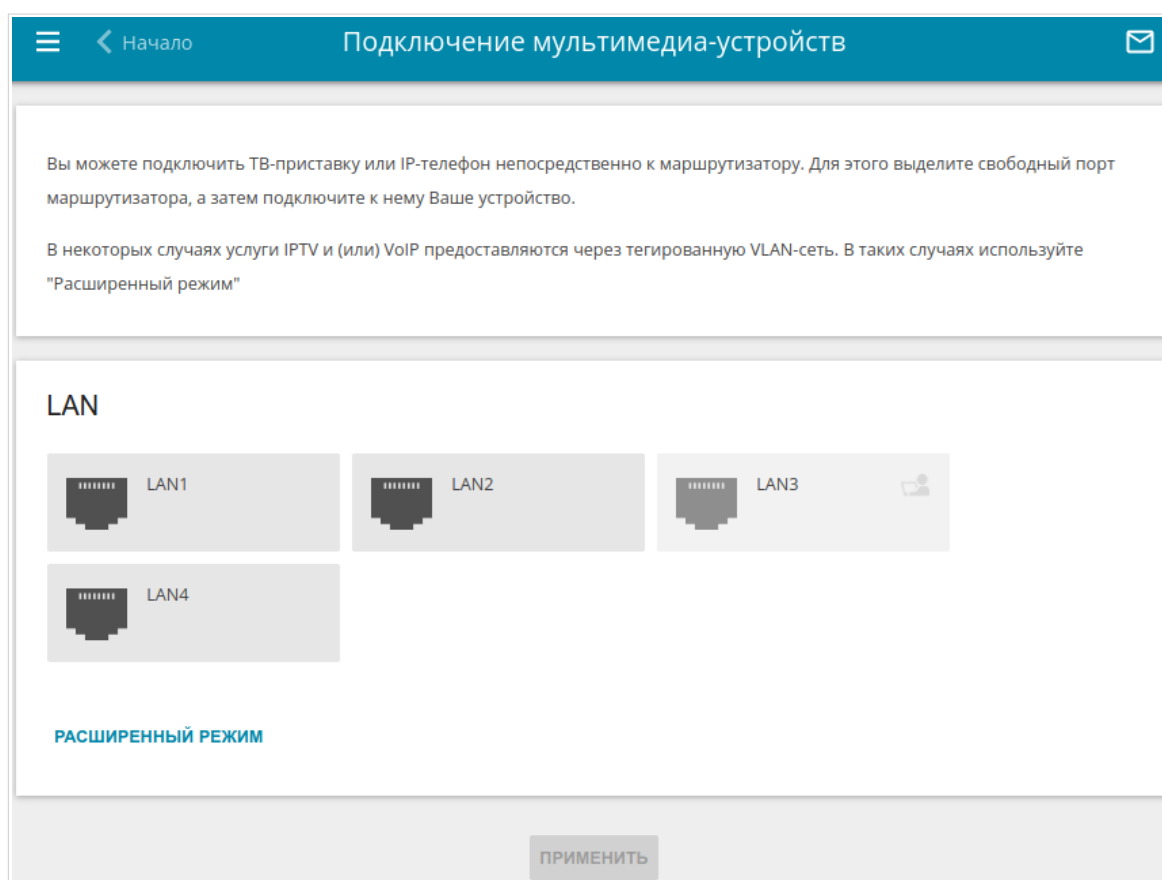 Начало
Подключение мультимедиа-устройств
Вы можете подключить ТВ-приставку или IP-телефон непосредственно к маршрутизатору. Для этого выделите свободный порт
маршрутизатора, а затем подключите к нему Ваше устройство.
В некоторых случаях услуги IPTV и (или) VoIP предоставляются через тегированную VLAN-сеть. В таких случаях используйте
"Расширенный режим"
LAN
LAN1
LAN2
LAN3
LAN4
РАСШИРЕННЫЙ РЕЖИМ
ПРИМЕНИТЬ